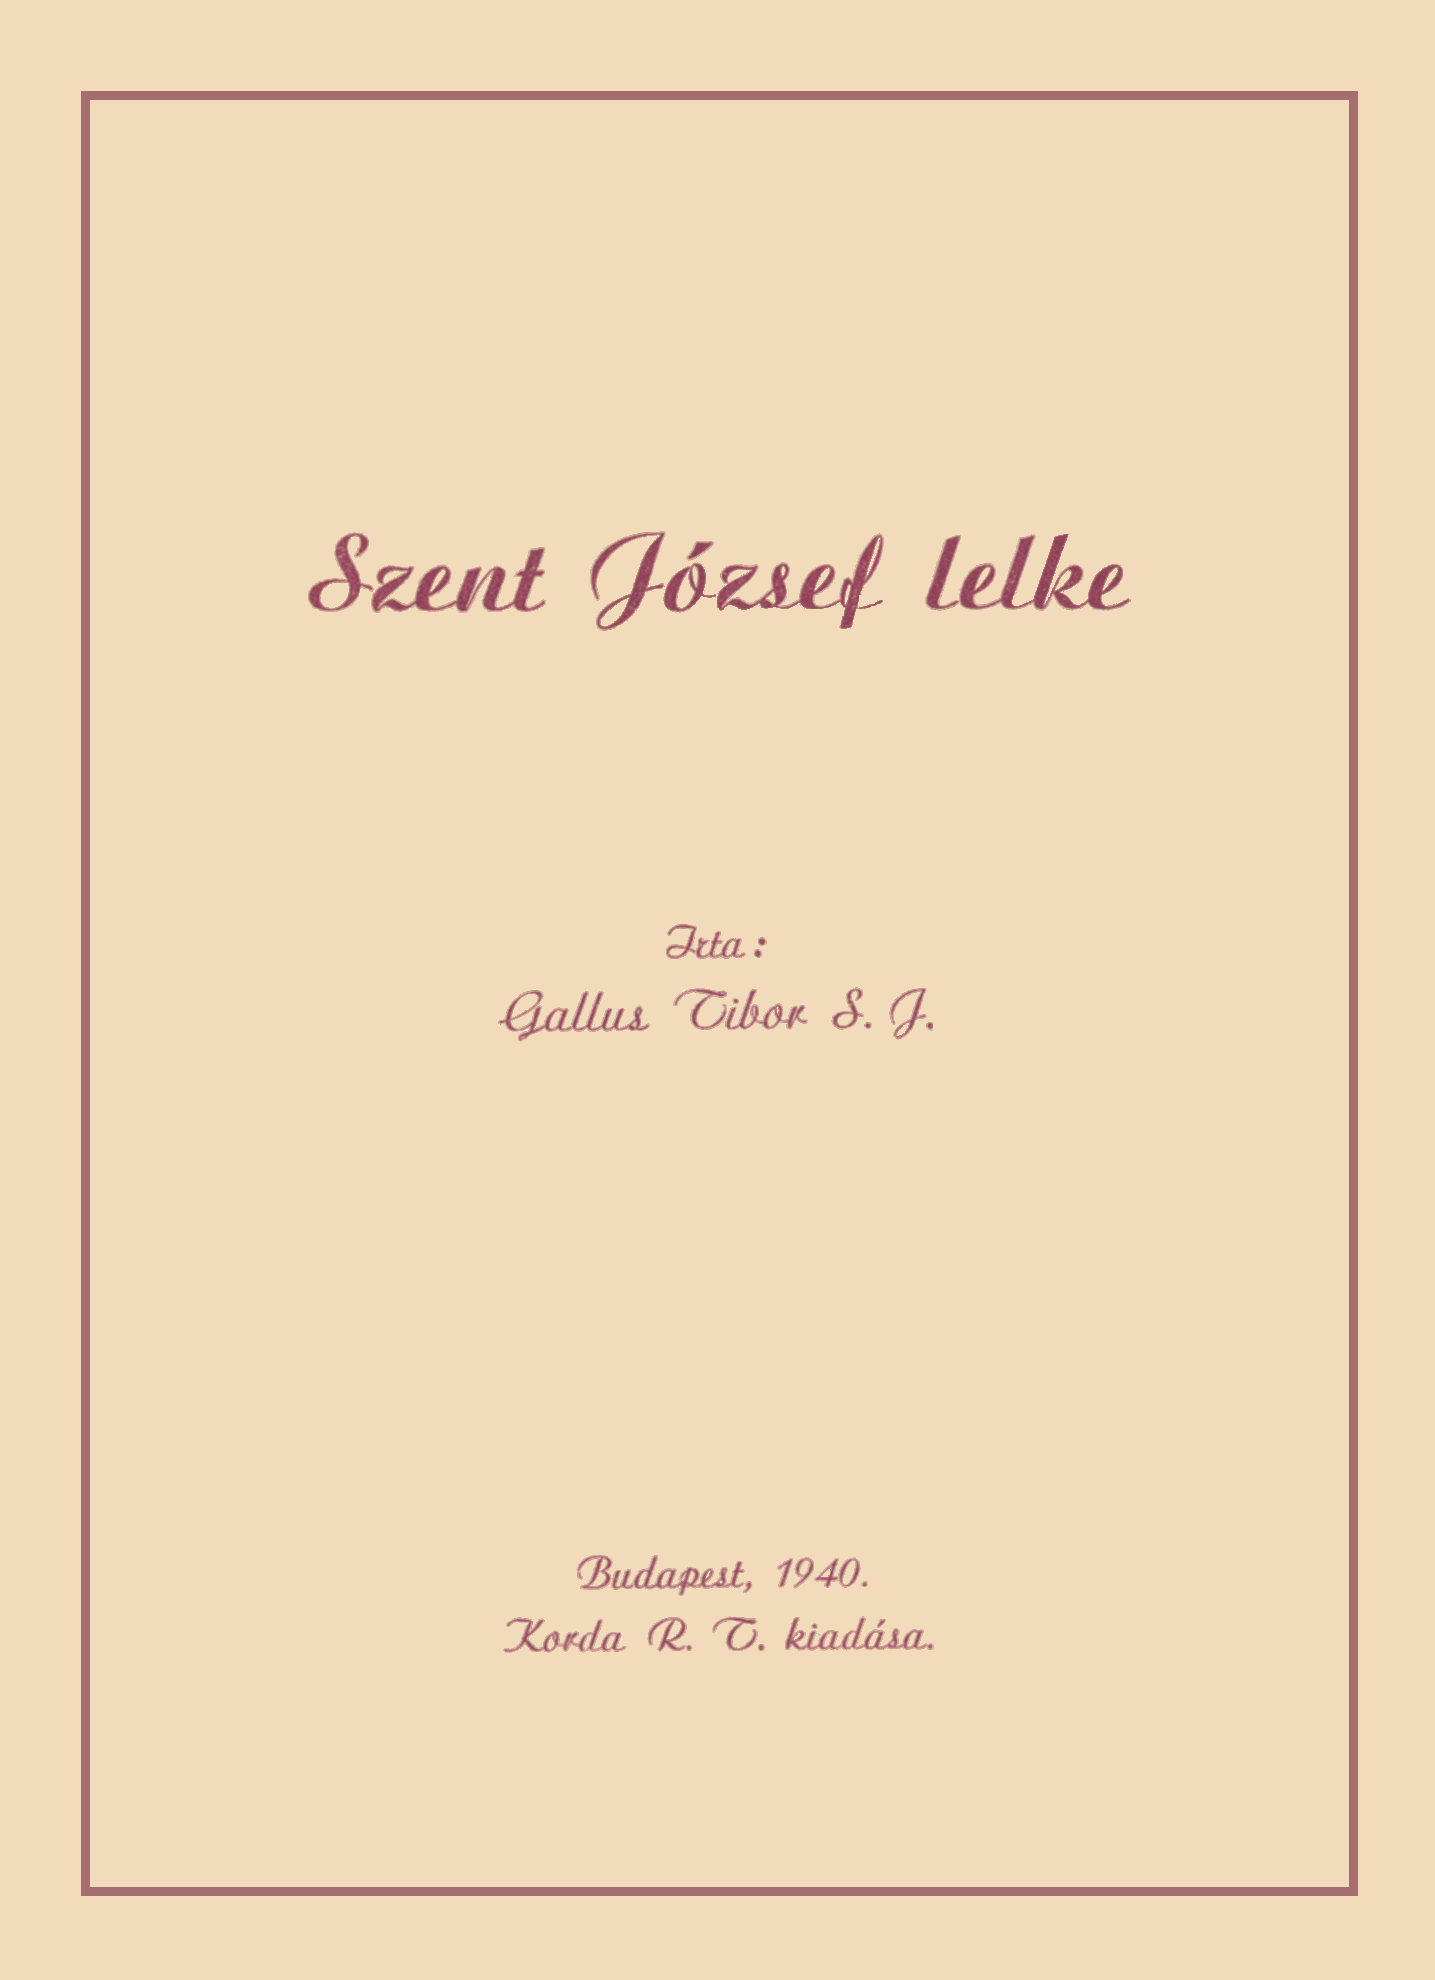 Szent József lelke
Irta:
Gallus Tibor S. J.
Budapest, 1940.
Korda R. T. kiadása.